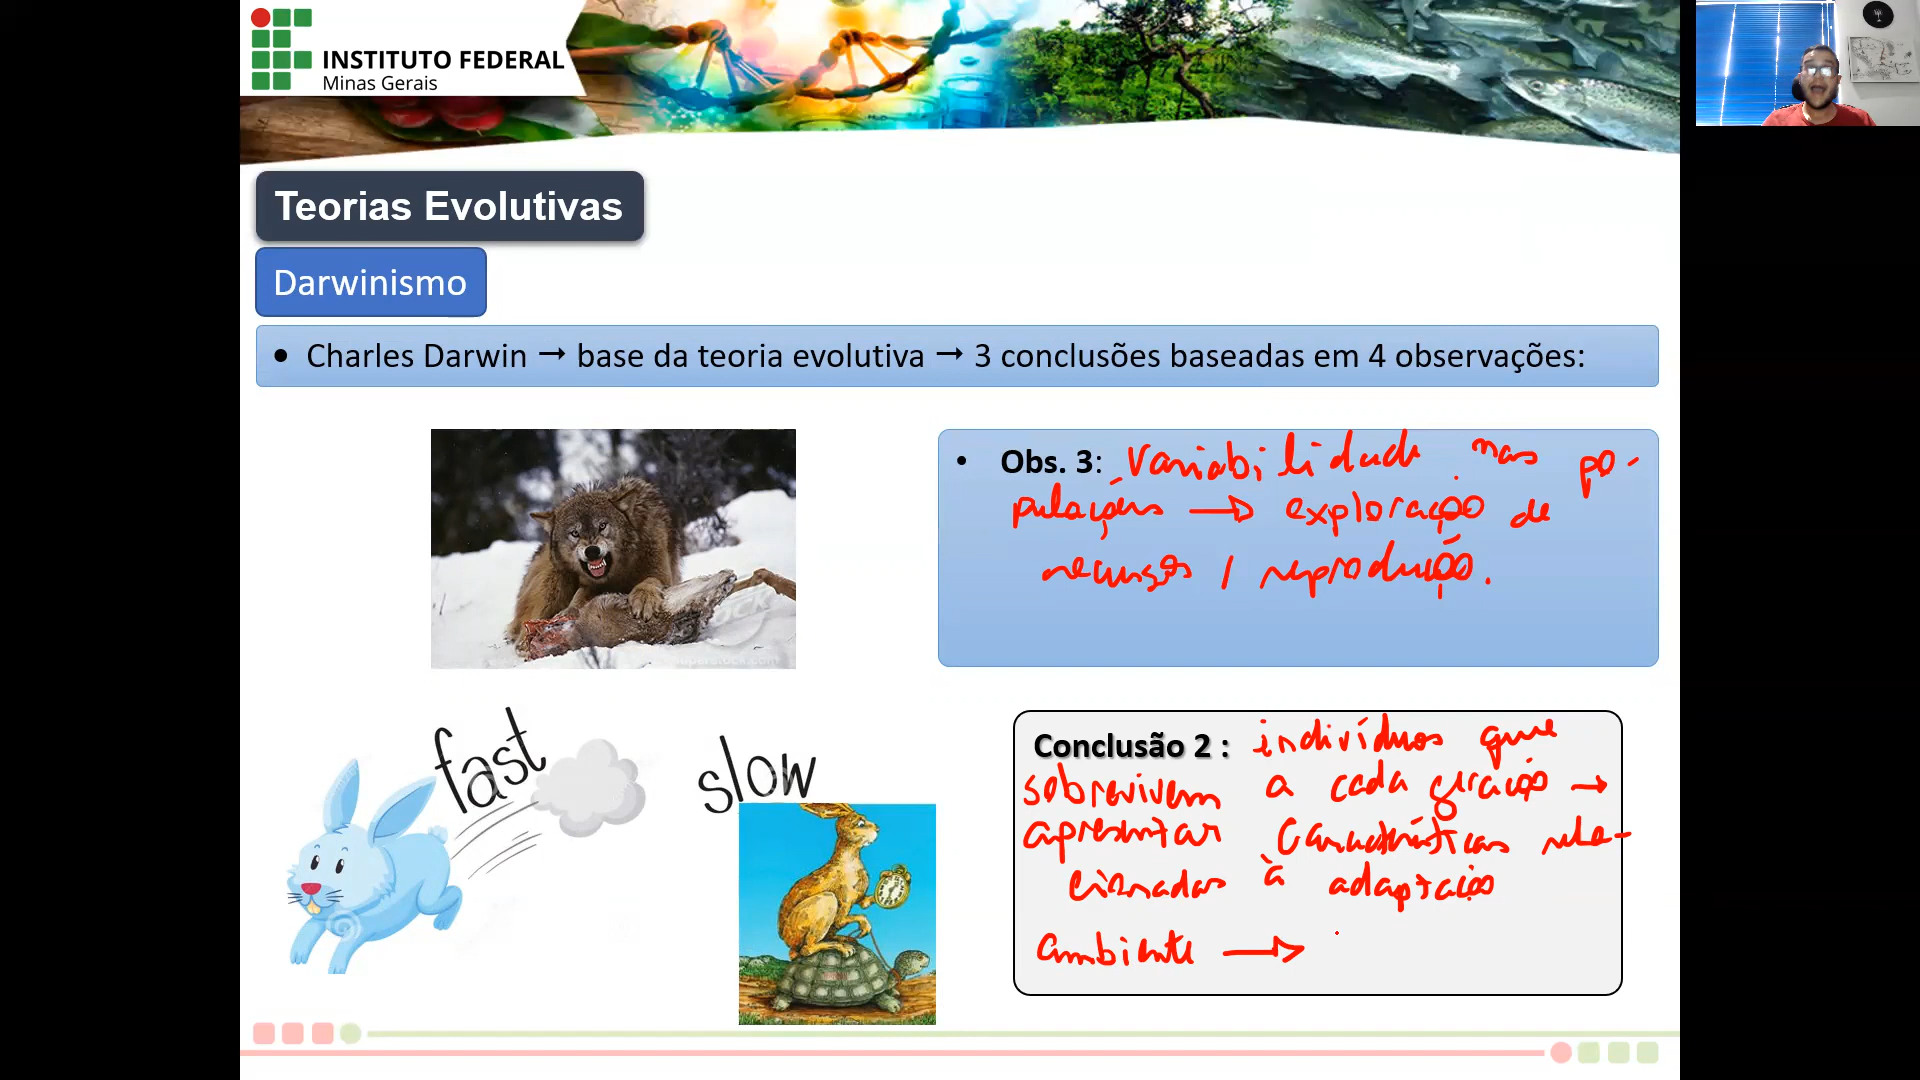 INSTITUTO FEDERAL
Minas Gerais
Teorias Evolutivas
Darwinismo
• Charles Darwin → base da teoria evolutiva → 3 conclusões baseadas em 4 observações:
• Obs. 3: Variabilidade nas po-
pulações → exploração de
recursos / reprodução.
fast
slow
Conclusão 2 : indivíduos que
sobrevivem a cada geração →
apresentar características rela-
cionadas à adaptação
ambiente →